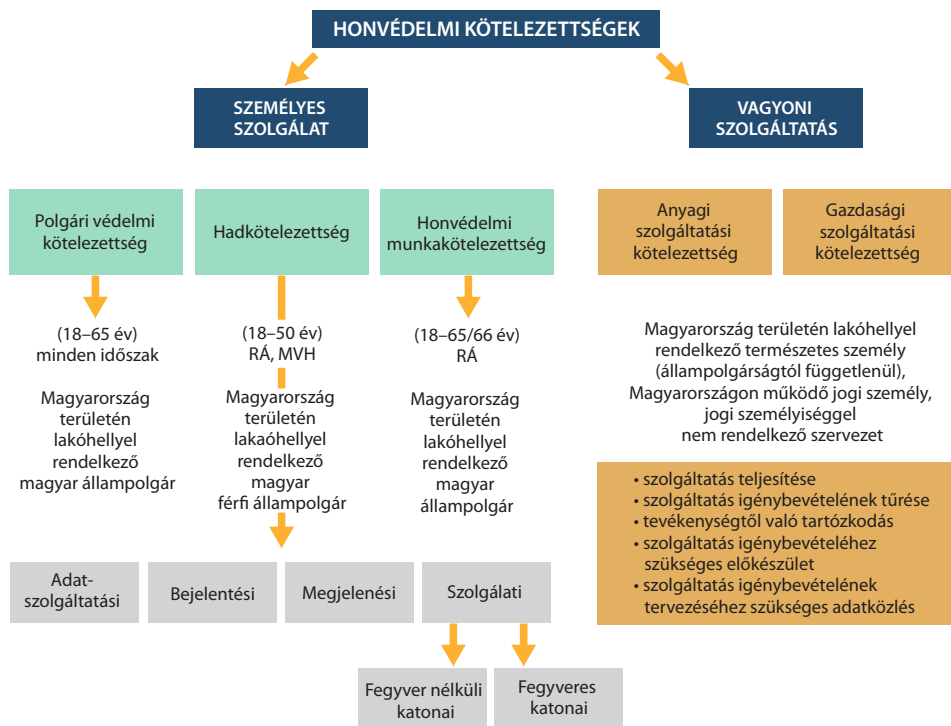 HONVÉDELMI KÖTELEZETTSÉGEK
SZEMÉLYES
SZOLGÁLAT
VAGYONI
SZOLGÁLTATÁS
Polgári védelmi
kötelezettség
Hadkötelezettség
Honvédelmi
munkakötelezettség
Anyagi
szolgáltatási
kötelezettség
Gazdasági
szolgáltatási
kötelezettség
(18–65 év)
minden időszak
Magyarország
területén
lakóhellyel
rendelkező
magyar állampolgár
(18–50 év)
RÁ, MVH
Magyarország
területén
lakaóhellyel
rendelkező
magyar
férfi állampolgár
(18–65/66 év)
RÁ
Magyarország
területén
lakóhellyel
rendelkező
magyar
állampolgár
Magyarország területén lakóhellyel
rendelkező természetes személy
(állampolgárságtól függetlenül),
Magyarországon működő jogi személy,
jogi személyiséggel
nem rendelkező szervezet
• szolgáltatás teljesítése
• szolgáltatás igénybevételének tűrése
• tevékenységtől való tartózkodás
• szolgáltatás igénybevételéhez
szükséges előkészület
• szolgáltatás igénybevételének
tervezéséhez szükséges adatközlés
Adat-
szolgáltatási
Bejelentési
Megjelenési
Szolgálati
Fegyver nélküli
katonai
Fegyveres
katonai